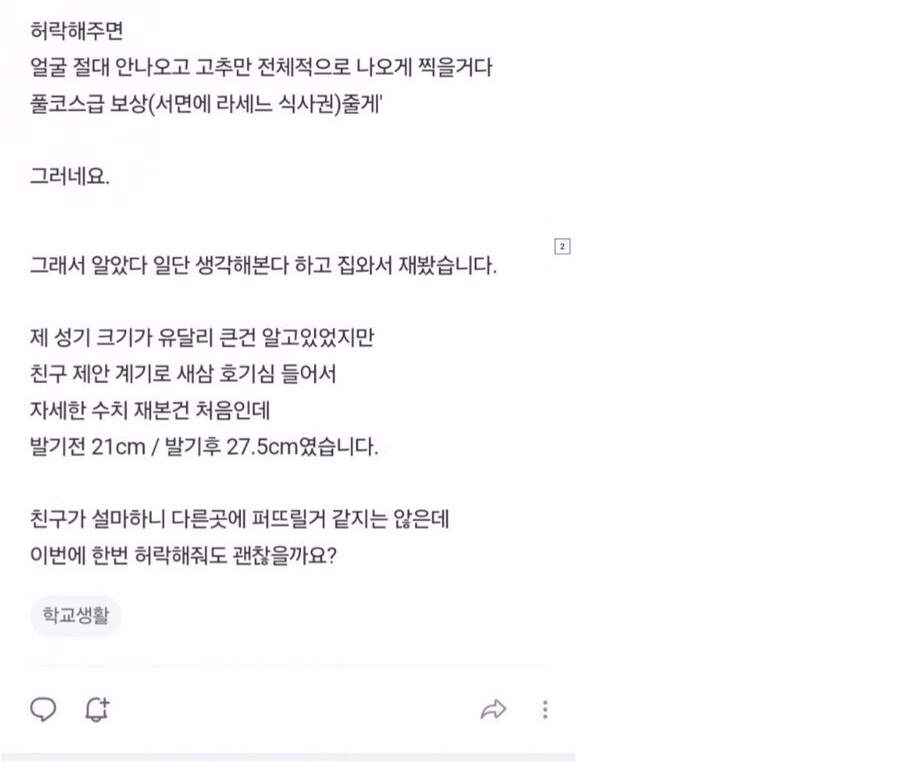 허락해주면
얼굴 절대 안나오고 고추만 전체적으로 나오게 찍을거다
풀코스급 보상(서면에 라세느 식사권)줄게'
그러네요.
2
그래서 알았다 일단 생각해본다 하고 집와서 재봤습니다.
제 성기 크기가 유달리 큰건 알고있었지만
친구 제안 계기로 새삼 호기심 들어서
자세한 수치 재본건 처음인데
발기전 21cm / 발기후 27.5cm였습니다.
친구가 설마하니 다른곳에 퍼뜨릴거 같지는 않은데
이번에 한번 허락해줘도 괜찮을까요?
학교생활